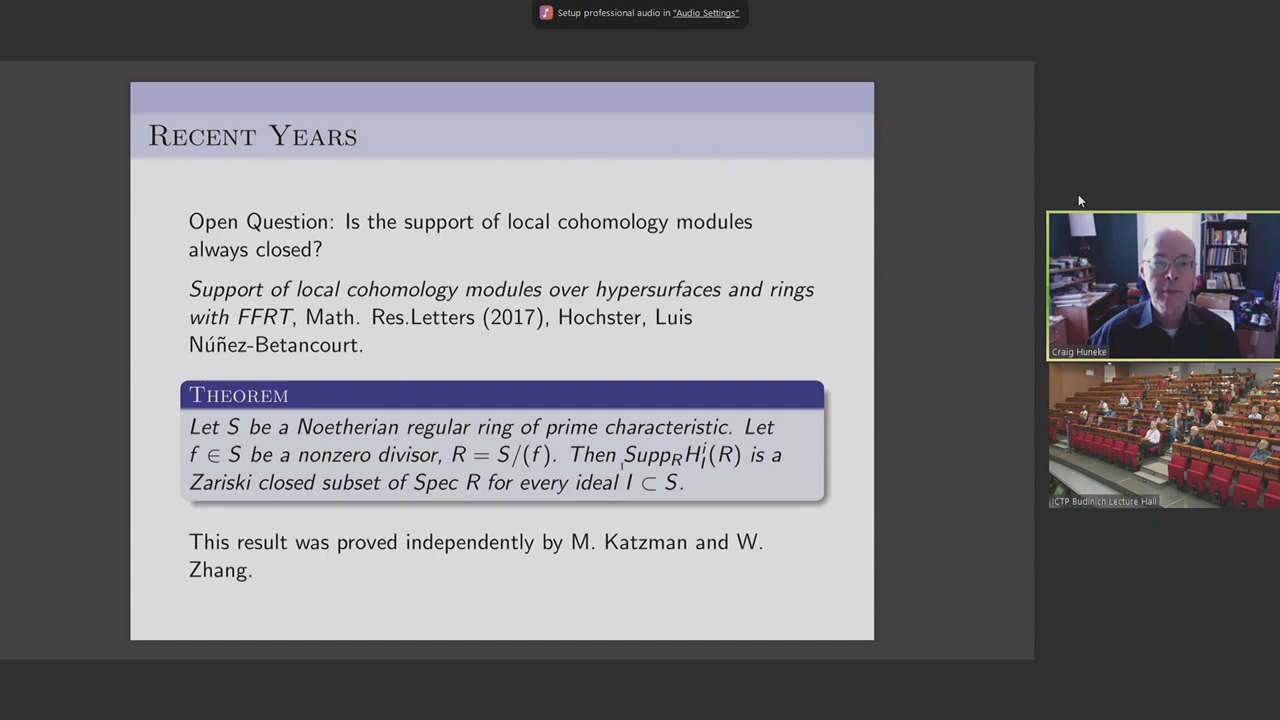 Setup professional audio in "Audio Settings"
RECENT YEARS
Open Question: Is the support of local cohomology modules
always closed?
Support of local cohomology modules over hypersurfaces and rings
with FFRT, Math. Res.Letters (2017), Hochster, Luis
Núñez-Betancourt.
THEOREM
Let S be a Noetherian regular ring of prime characteristic. Let
f ∈ S be a nonzero divisor, R = S/(f). Then Supp_R H^i_I(R) is a
Zariski closed subset of Spec R for every ideal I ⊂ S.
This result was proved independently by M. Katzman and W.
Zhang.
Craig Huneke
ICTP Budinich Lecture Hall